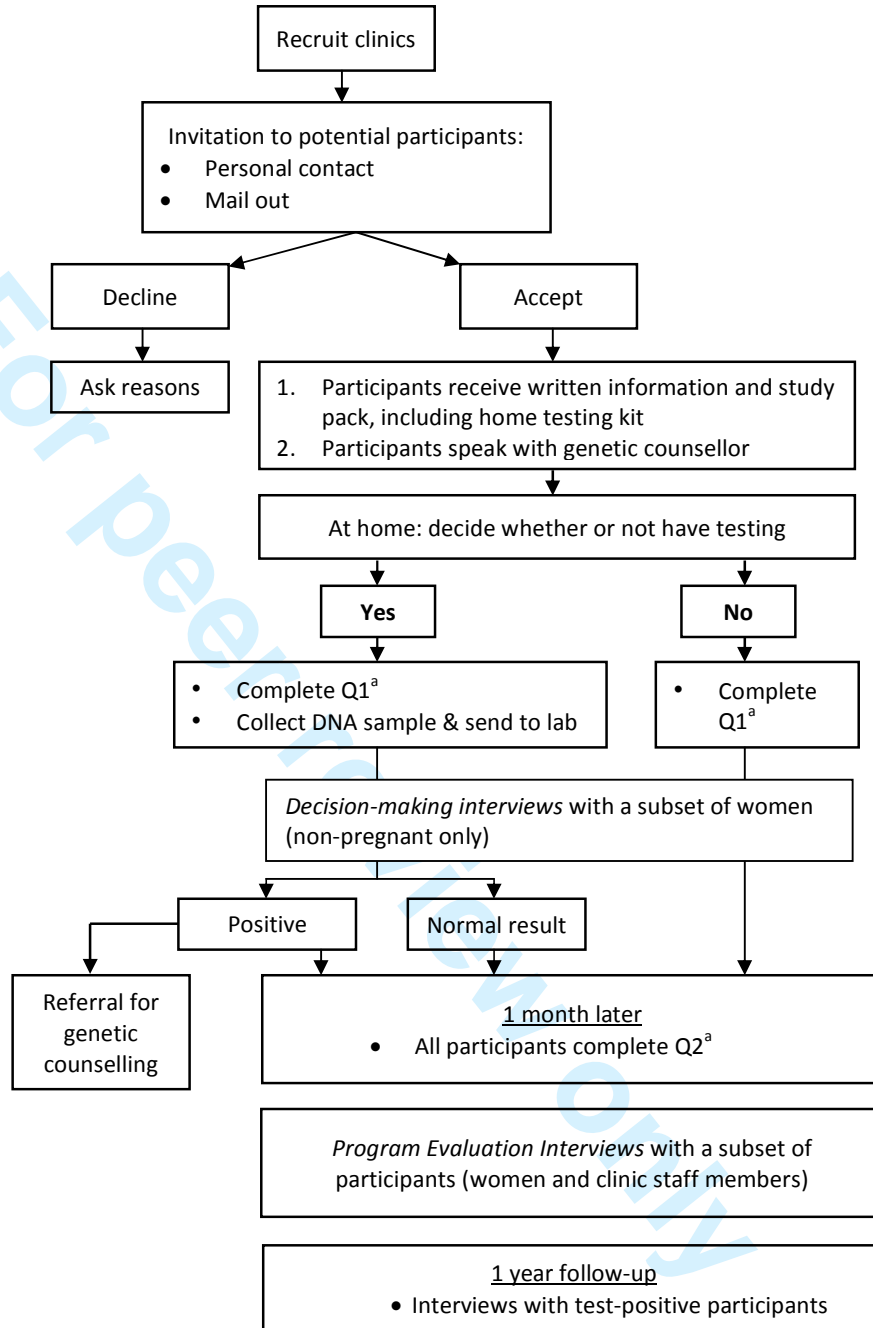 Recruit clinics
Invitation to potential participants:
• Personal contact
• Mail out
Decline
Accept
Ask reasons
1. Participants receive written information and study
pack, including home testing kit
2. Participants speak with genetic counsellor
At home: decide whether or not have testing
Yes
No
• Complete Q1a
• Collect DNA sample & send to lab
• Complete
Q1a
Decision-making interviews with a subset of women
(non-pregnant only)
Positive
Normal result
Referral for
genetic
counselling
1 month later
• All participants complete Q2a
Program Evaluation Interviews with a subset of
participants (women and clinic staff members)
1 year follow-up
• Interviews with test-positive participants
For peer review only